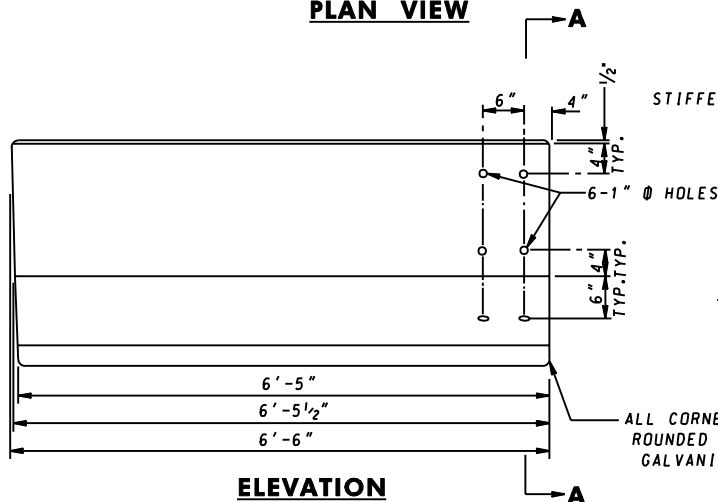 PLAN VIEW
A
6"
4"
1/2"
STIFFE
4" TYP.
6-1" Ø HOLES
4" TYP.
6" TYP.
6'-5"
6'-5 1/2"
6'-6"
ALL CORNE
ROUNDED
GALVANI
ELEVATION
A